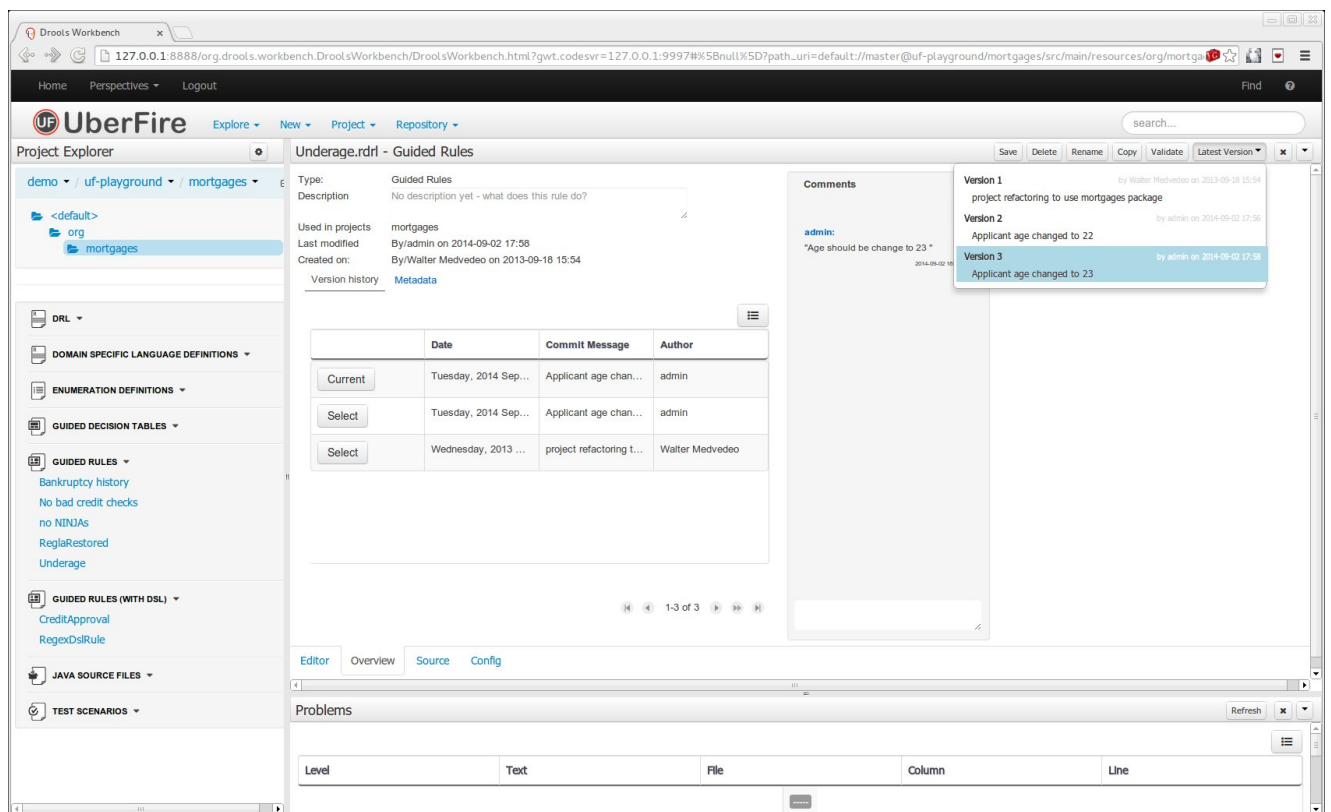 Drools Workbench
127.0.0.1:8888/org.drools.workbench.DroolsWorkbench/DroolsWorkbench.html?gwt.codesvr=127.0.0.1:9997#%5Bnull%5D?path_uri=default://master@uf-playground/mortgages/src/main/resources/org/mortga
Home Perspectives Logout Find
UF UberFire Explore New Project Repository search...
Project Explorer
demo / uf-playground / mortgages
<default>
org
mortgages
DRL
DOMAIN SPECIFIC LANGUAGE DEFINITIONS
ENUMERATION DEFINITIONS
GUIDED DECISION TABLES
GUIDED RULES
Bankruptcy history
No bad credit checks
no NINJAs
ReglaRestored
Underage
GUIDED RULES (WITH DSL)
CreditApproval
RegexDslRule
JAVA SOURCE FILES
TEST SCENARIOS
Underage.rdrl - Guided Rules Save Delete Rename Copy Validate Latest Version
Type: Guided Rules
Description No description yet - what does this rule do?
Used in projects mortgages
Last modified By/admin on 2014-09-02 17:58
Created on: By/Walter Medvedeo on 2013-09-18 15:54
Version history Metadata
Date Commit Message Author
Current Tuesday, 2014 Sep... Applicant age chan... admin
Select Tuesday, 2014 Sep... Applicant age chan... admin
Select Wednesday, 2013 ... project refactoring t... Walter Medvedeo
1-3 of 3
Comments
admin:
"Age should be change to 23 "
2014-09-02 18
Version 1 by Walter Medvedeo on 2013-09-18 15:54
project refactoring to use mortgages package
Version 2 by admin on 2014-09-02 17:56
Applicant age changed to 22
Version 3 by admin on 2014-09-02 17:58
Applicant age changed to 23
Editor Overview Source Config
Problems Refresh
Level Text File Column Line
-----